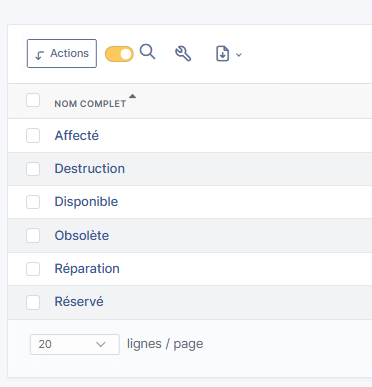 Actions
NOM COMPLET
Affecté
Destruction
Disponible
Obsolète
Réparation
Réservé
20 lignes / page